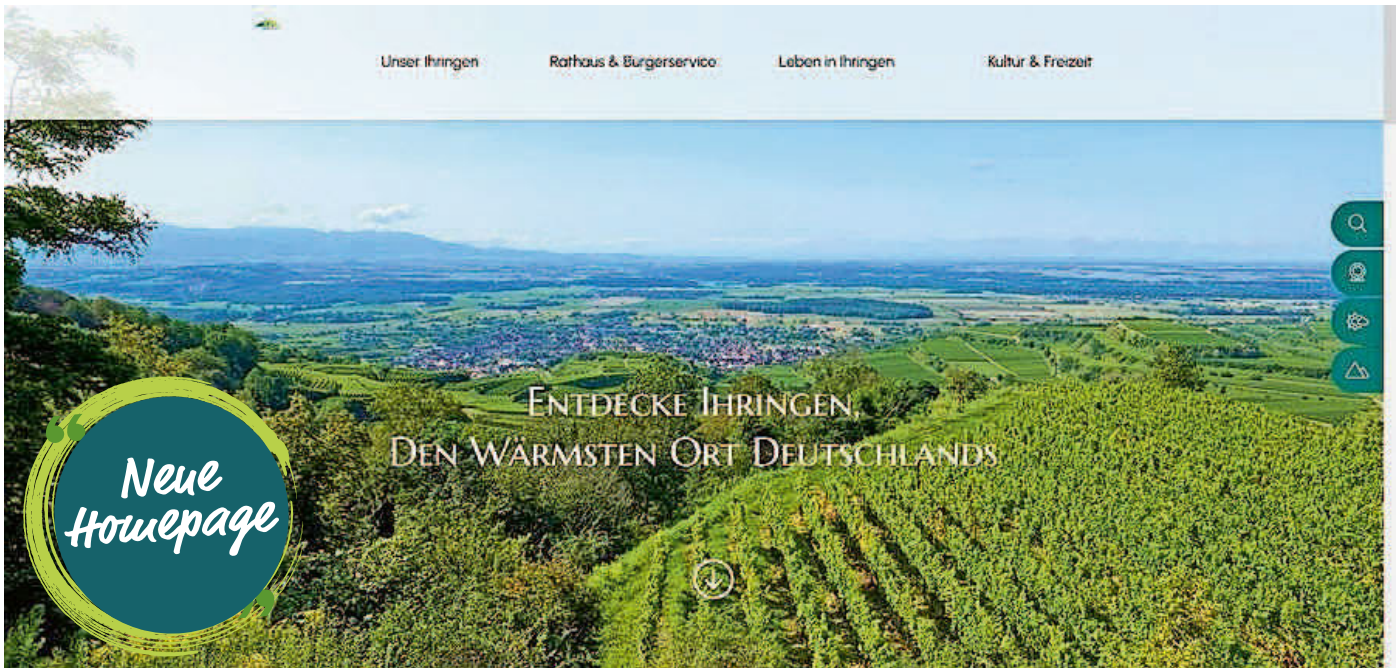 Unser Ihringen
Rathaus & Bürgerservice
Leben in Ihringen
Kultur & Freizeit
Entdecke Ihringen,
Den Wärmsten Ort Deutschlands
Neue
Homepage